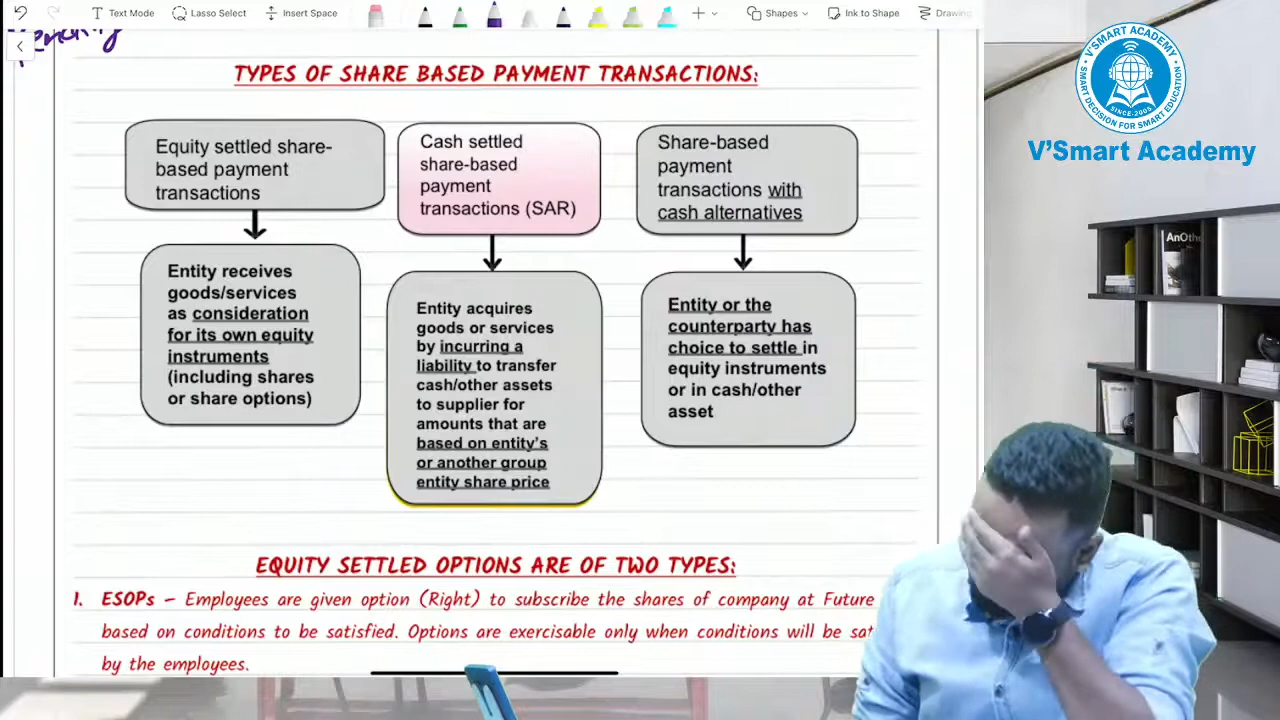 Text Mode
Lasso Select
Insert Space
Shapes
Ink to Shape
Drawing
TYPES OF SHARE BASED PAYMENT TRANSACTIONS:
Equity settled share-
based payment
transactions
Cash settled
share-based
payment
transactions (SAR)
Share-based
payment
transactions with
cash alternatives
Entity receives
goods/services
as consideration
for its own equity
instruments
(including shares
or share options)
Entity acquires
goods or services
by incurring a
liability to transfer
cash/other assets
to supplier for
amounts that are
based on entity's
or another group
entity share price
Entity or the
counterparty has
choice to settle in
equity instruments
or in cash/other
asset
EQUITY SETTLED OPTIONS ARE OF TWO TYPES:
1. ESOPs – Employees are given option (Right) to subscribe the shares of company at Future
based on conditions to be satisfied. Options are exercisable only when conditions will be sat
by the employees.
V'SMART ACADEMY
SMART DECISION FOR SMART EDUCATION
SINCE-2005
V'Smart Academy
AnOthe